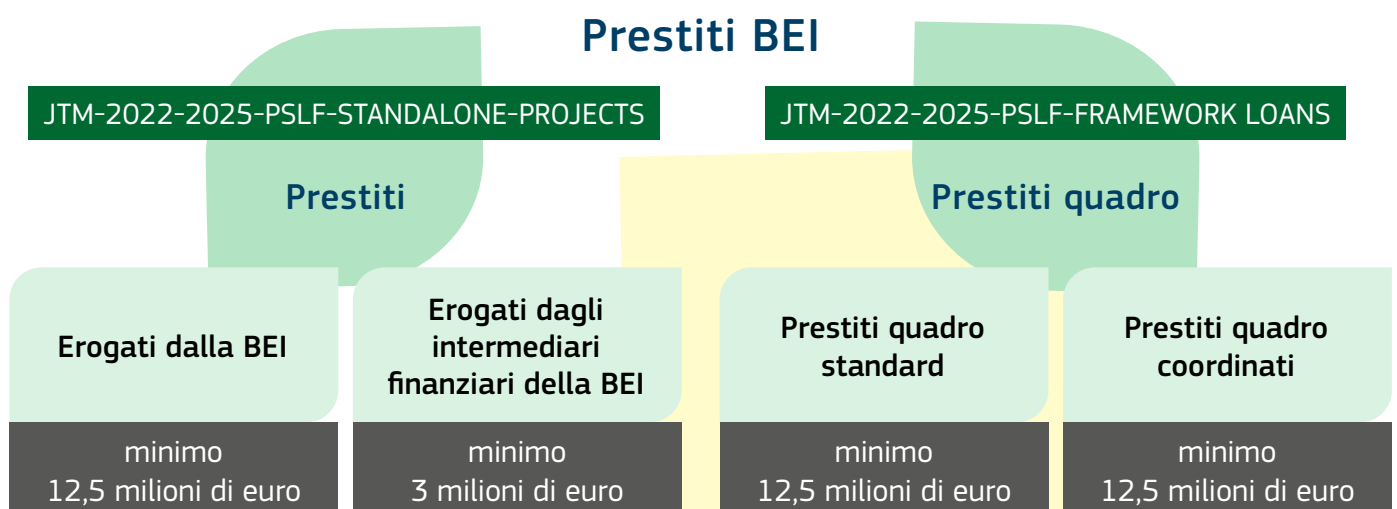 Prestiti BEI
JTM-2022-2025-PSLF-STANDALONE-PROJECTS
Prestiti
Erogati dalla BEI
minimo
12,5 milioni di euro
Erogati dagli
intermediari
finanziari della BEI
minimo
3 milioni di euro
JTM-2022-2025-PSLF-FRAMEWORK LOANS
Prestiti quadro
Prestiti quadro
standard
minimo
12,5 milioni di euro
Prestiti quadro
coordinati
minimo
12,5 milioni di euro